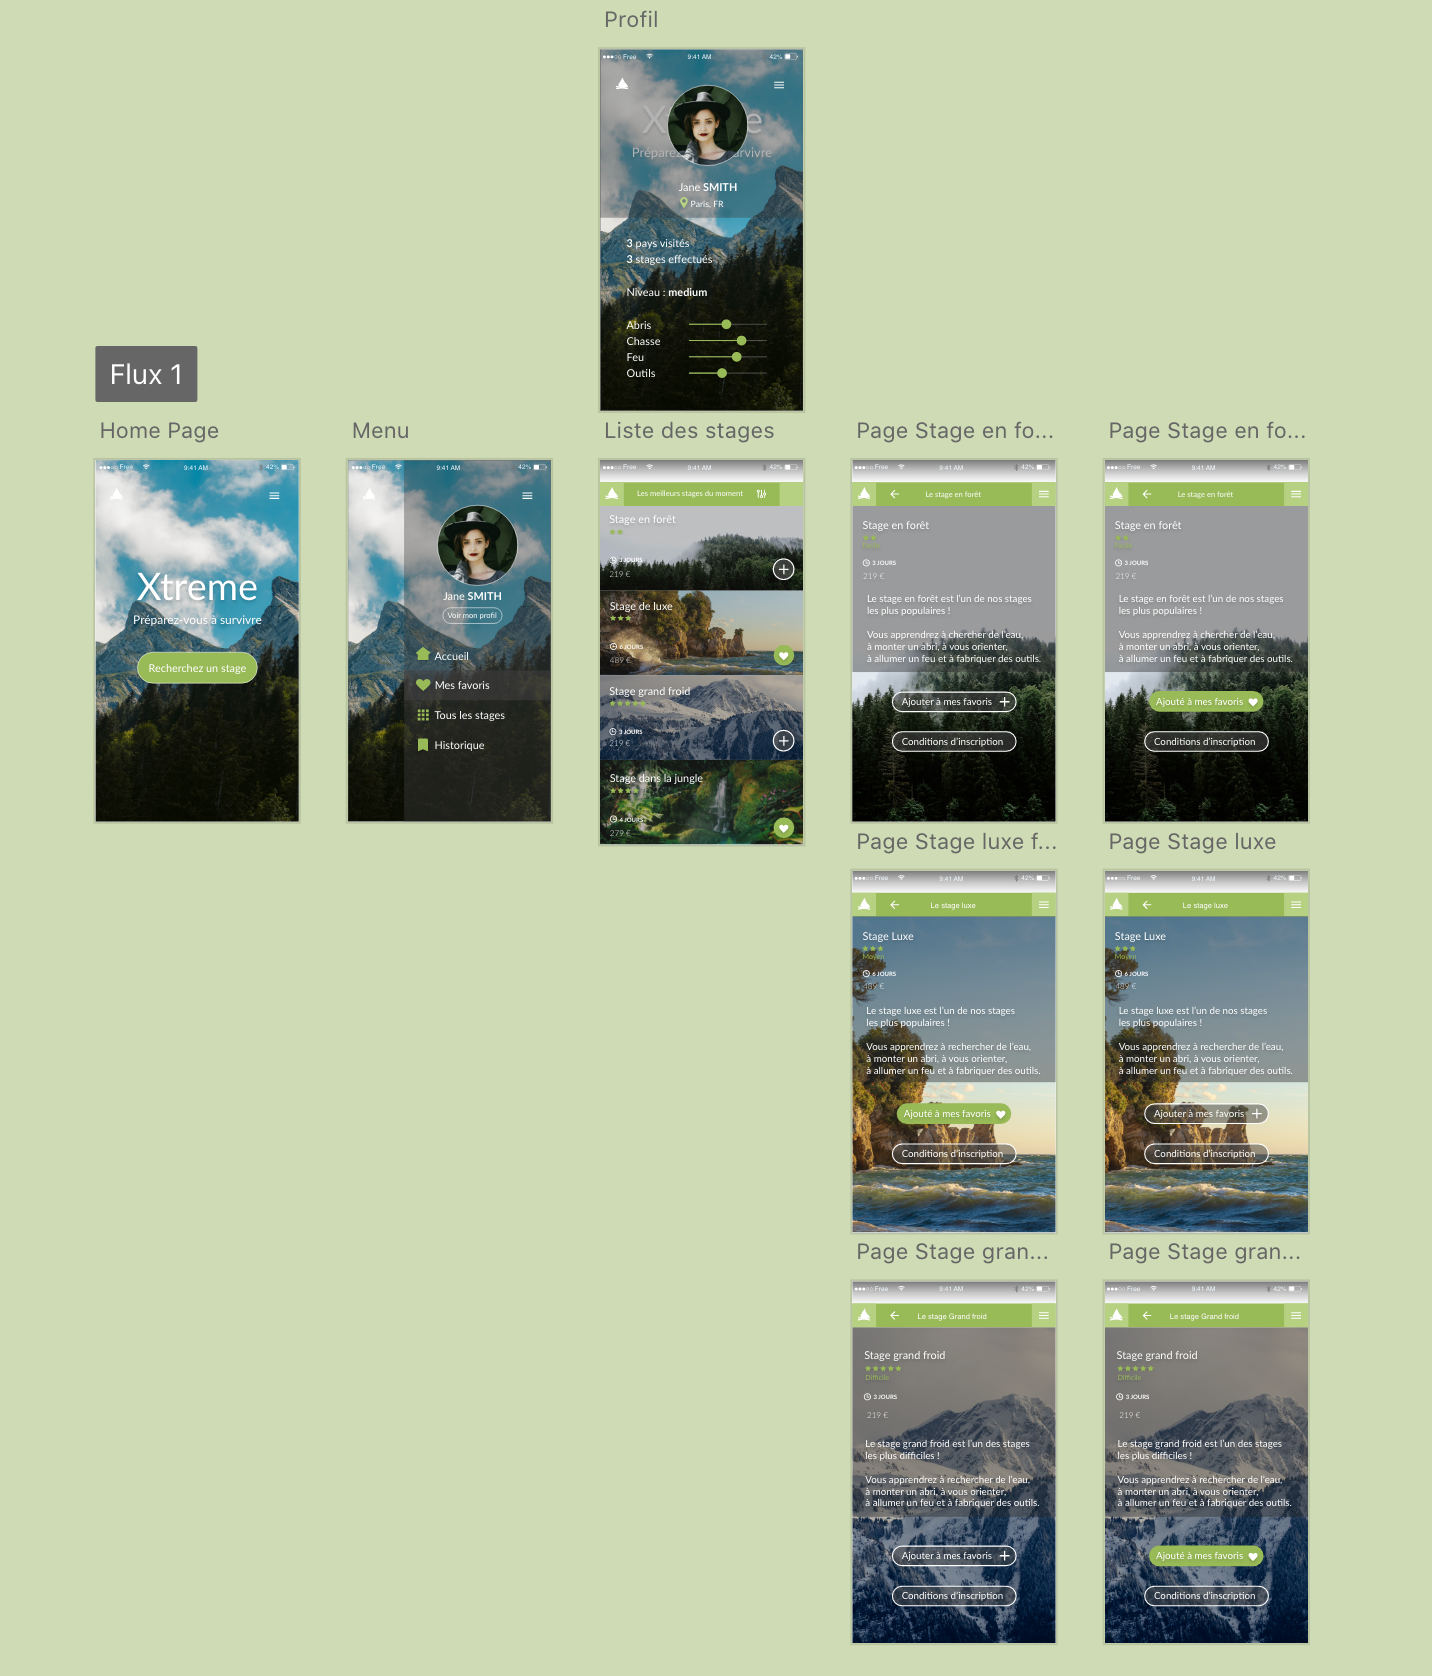 Profil
Free
9:41 AM
42%
Jane SMITH
Paris, FR
3 pays visités
3 stages effectués
Niveau : medium
Abris
Chasse
Feu
Outils
Flux 1
Home Page
Free
9:41 AM
42%
Xtreme
Préparez-vous à survivre
Recherchez un stage
Menu
Free
9:41 AM
42%
Jane SMITH
Voir mon profil
Accueil
Mes favoris
Tous les stages
Historique
Liste des stages
Free
9:41 AM
42%
Les meilleurs stages du moment
Stage en forêt
3 JOURS
219 €
Stage de luxe
6 JOURS
489 €
Stage grand froid
3 JOURS
219 €
Stage dans la jungle
4 JOURS
279 €
Page Stage en fo...
Free
9:41 AM
42%
Le stage en forêt
Stage en forêt
3 JOURS
219 €
Le stage en forêt est l'un de nos stages
les plus populaires !
Vous apprendrez à chercher de l'eau,
à monter un abri, à vous orienter,
à allumer un feu et à fabriquer des outils.
Ajouter à mes favoris
Conditions d'inscription
Page Stage en fo...
Free
9:41 AM
42%
Le stage en forêt
Stage en forêt
3 JOURS
219 €
Le stage en forêt est l'un de nos stages
les plus populaires !
Vous apprendrez à chercher de l'eau,
à monter un abri, à vous orienter,
à allumer un feu et à fabriquer des outils.
Ajouté à mes favoris
Conditions d'inscription
Page Stage luxe f...
Free
9:41 AM
42%
Le stage luxe
Stage Luxe
Moyen
6 JOURS
489 €
Le stage luxe est l'un de nos stages
les plus populaires !
Vous apprendrez à rechercher de l'eau,
à monter un abri, à vous orienter,
à allumer un feu et à fabriquer des outils.
Ajouté à mes favoris
Conditions d'inscription
Page Stage luxe
Free
9:41 AM
42%
Le stage luxe
Stage Luxe
Moyen
6 JOURS
489 €
Le stage luxe est l'un de nos stages
les plus populaires !
Vous apprendrez à rechercher de l'eau,
à monter un abri, à vous orienter,
à allumer un feu et à fabriquer des outils.
Ajouter à mes favoris
Conditions d'inscription
Page Stage gran...
Free
9:41 AM
42%
Le stage Grand froid
Stage grand froid
Difficile
3 JOURS
219 €
Le stage grand froid est l'un des stages
les plus difficiles !
Vous apprendrez à rechercher de l'eau,
à monter un abri, à vous orienter,
à allumer un feu et à fabriquer des outils.
Ajouter à mes favoris
Conditions d'inscription
Page Stage gran...
Free
9:41 AM
42%
Le stage Grand froid
Stage grand froid
Difficile
3 JOURS
219 €
Le stage grand froid est l'un des stages
les plus difficiles !
Vous apprendrez à rechercher de l'eau,
à monter un abri, à vous orienter,
à allumer un feu et à fabriquer des outils.
Ajouté à mes favoris
Conditions d'inscription